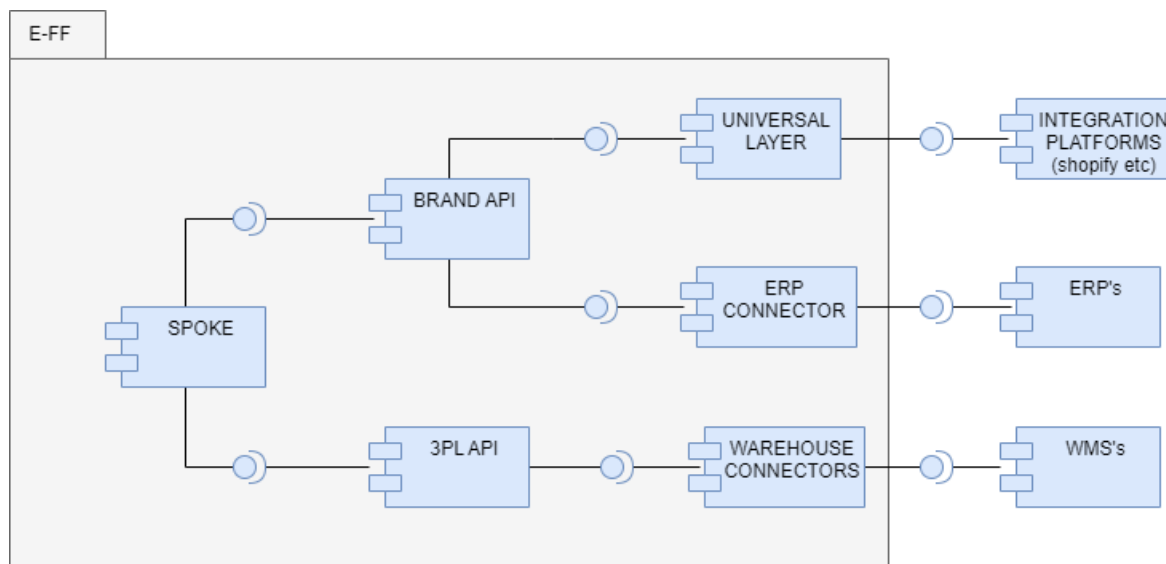 E-FF
UNIVERSAL
LAYER
INTEGRATION
PLATFORMS
(shopify etc)
BRAND API
ERP
CONNECTOR
ERP's
SPOKE
3PL API
WAREHOUSE
CONNECTORS
WMS's